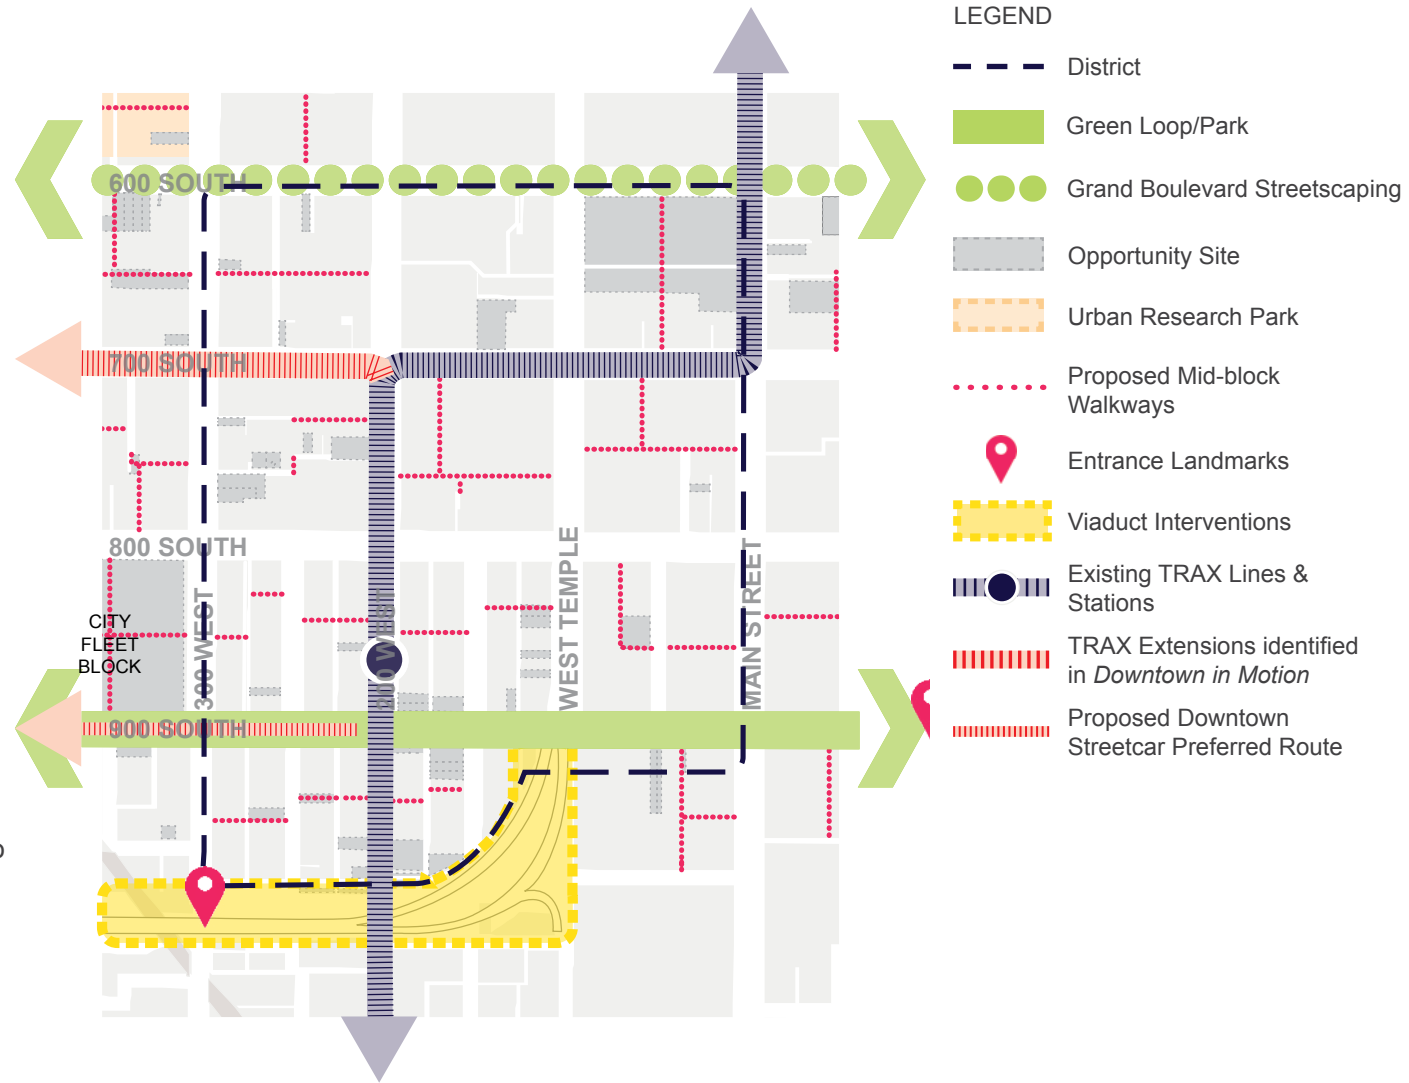 LEGEND
District
Green Loop/Park
Grand Boulevard Streetscaping
Opportunity Site
Urban Research Park
Proposed Mid-block
Walkways
Entrance Landmarks
Viaduct Interventions
Existing TRAX Lines &
Stations
TRAX Extensions identified
in Downtown in Motion
Proposed Downtown
Streetcar Preferred Route
600 SOUTH
700 SOUTH
800 SOUTH
CITY
FLEET
BLOCK
300 WEST
200 WEST
WEST TEMPLE
MAIN STREET
900 SOUTH